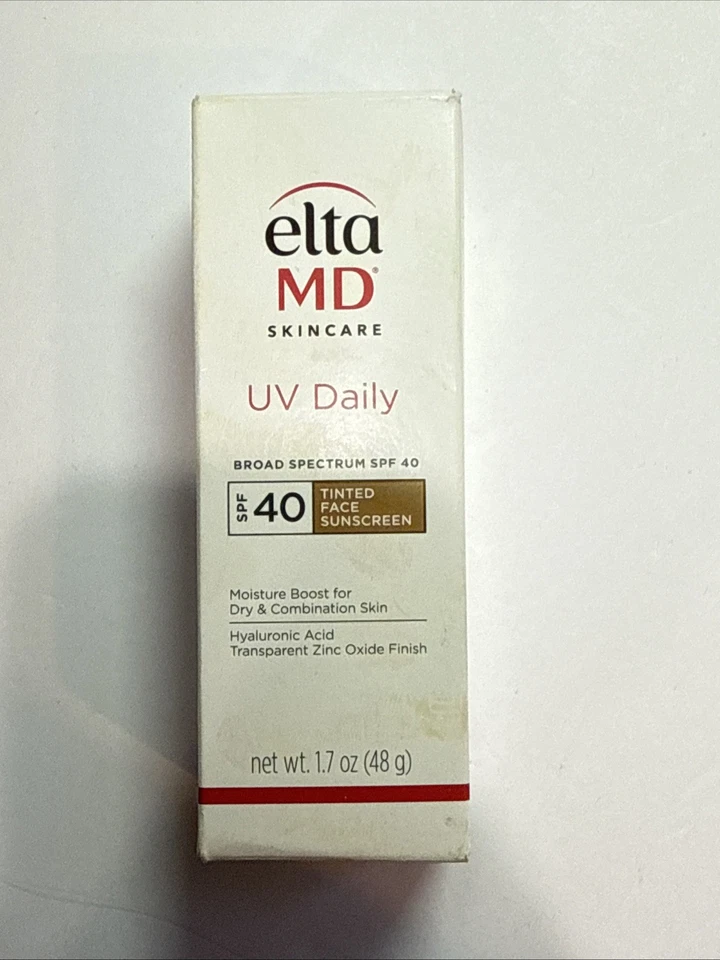 elta
MD®
SKINCARE
UV Daily
BROAD SPECTRUM SPF 40
SPF 40
TINTED
FACE
SUNSCREEN
Moisture Boost for
Dry & Combination Skin
Hyaluronic Acid
Transparent Zinc Oxide Finish
net wt. 1.7 oz (48 g)